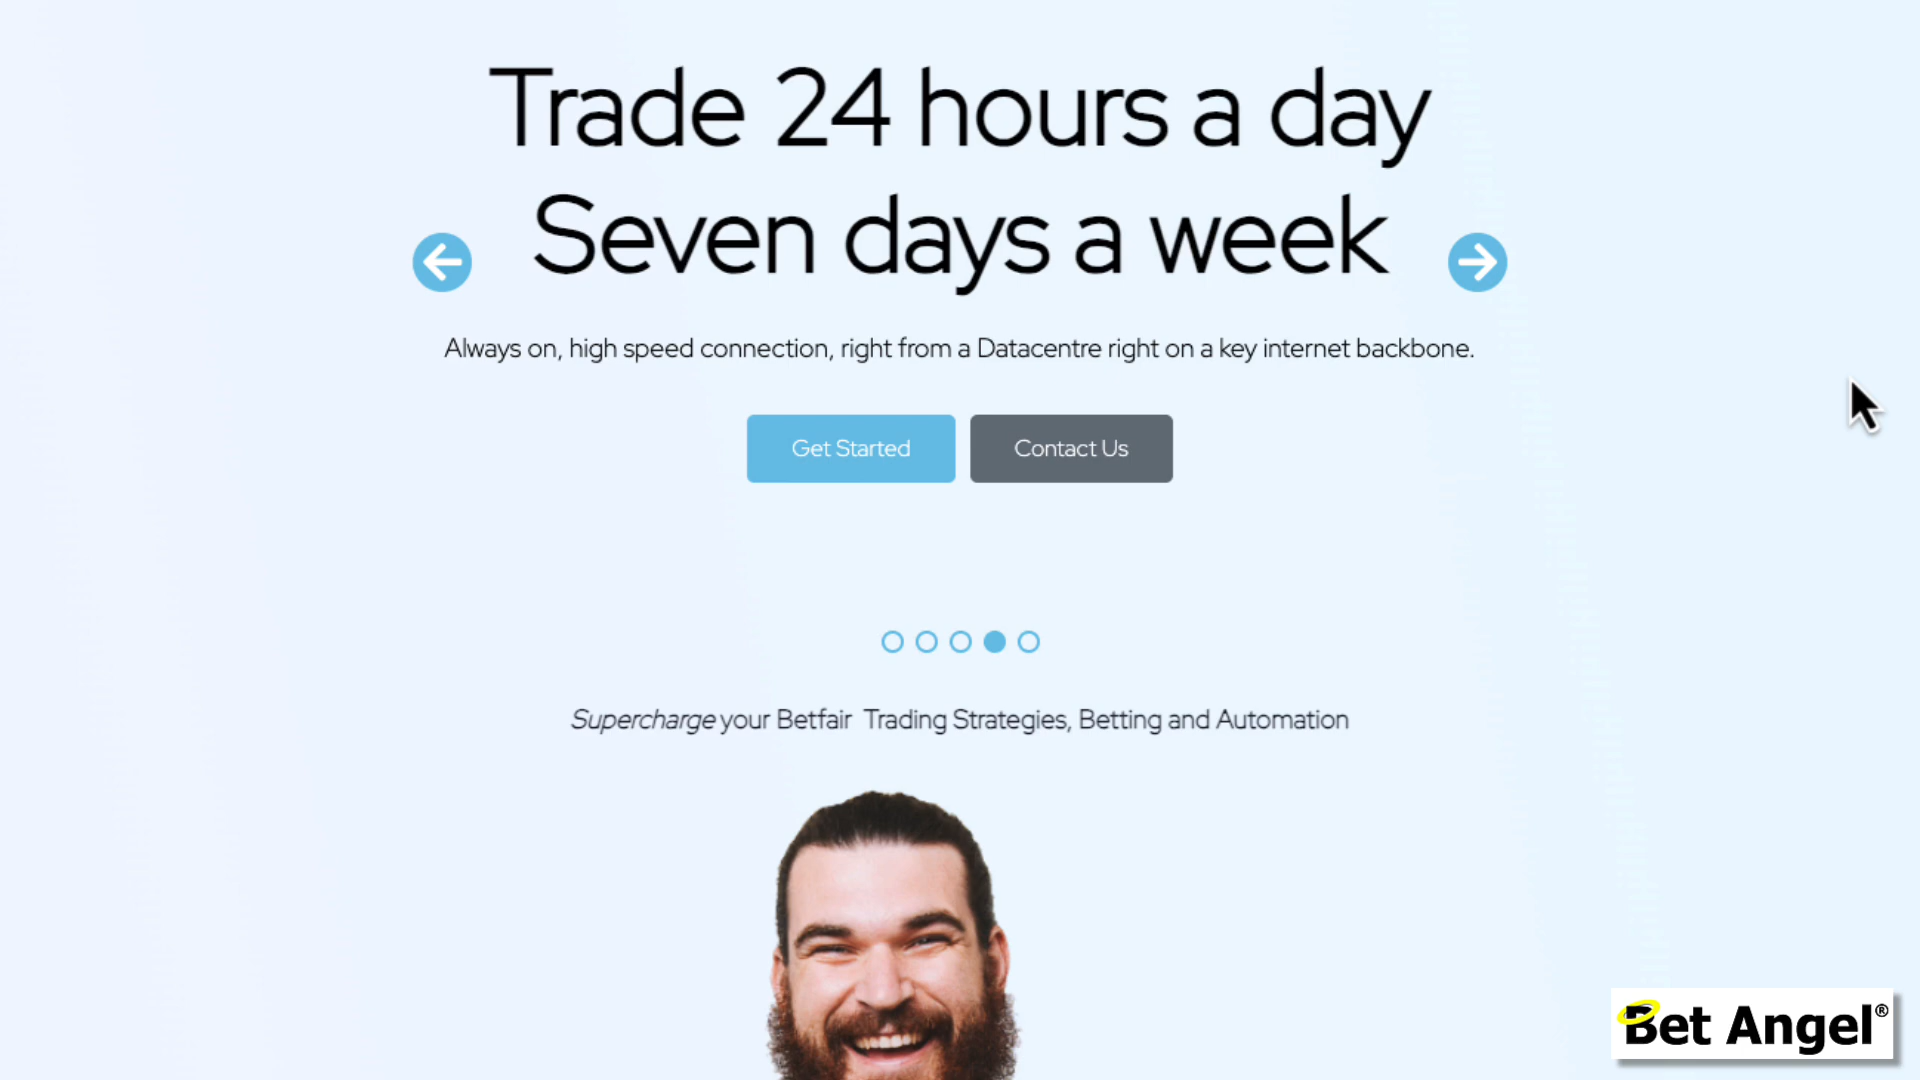 Trade 24 hours a day
Seven days a week
Always on, high speed connection, right from a Datacentre right on a key internet backbone.
Get Started
Contact Us
Supercharge your Betfair Trading Strategies, Betting and Automation
Bet Angel®